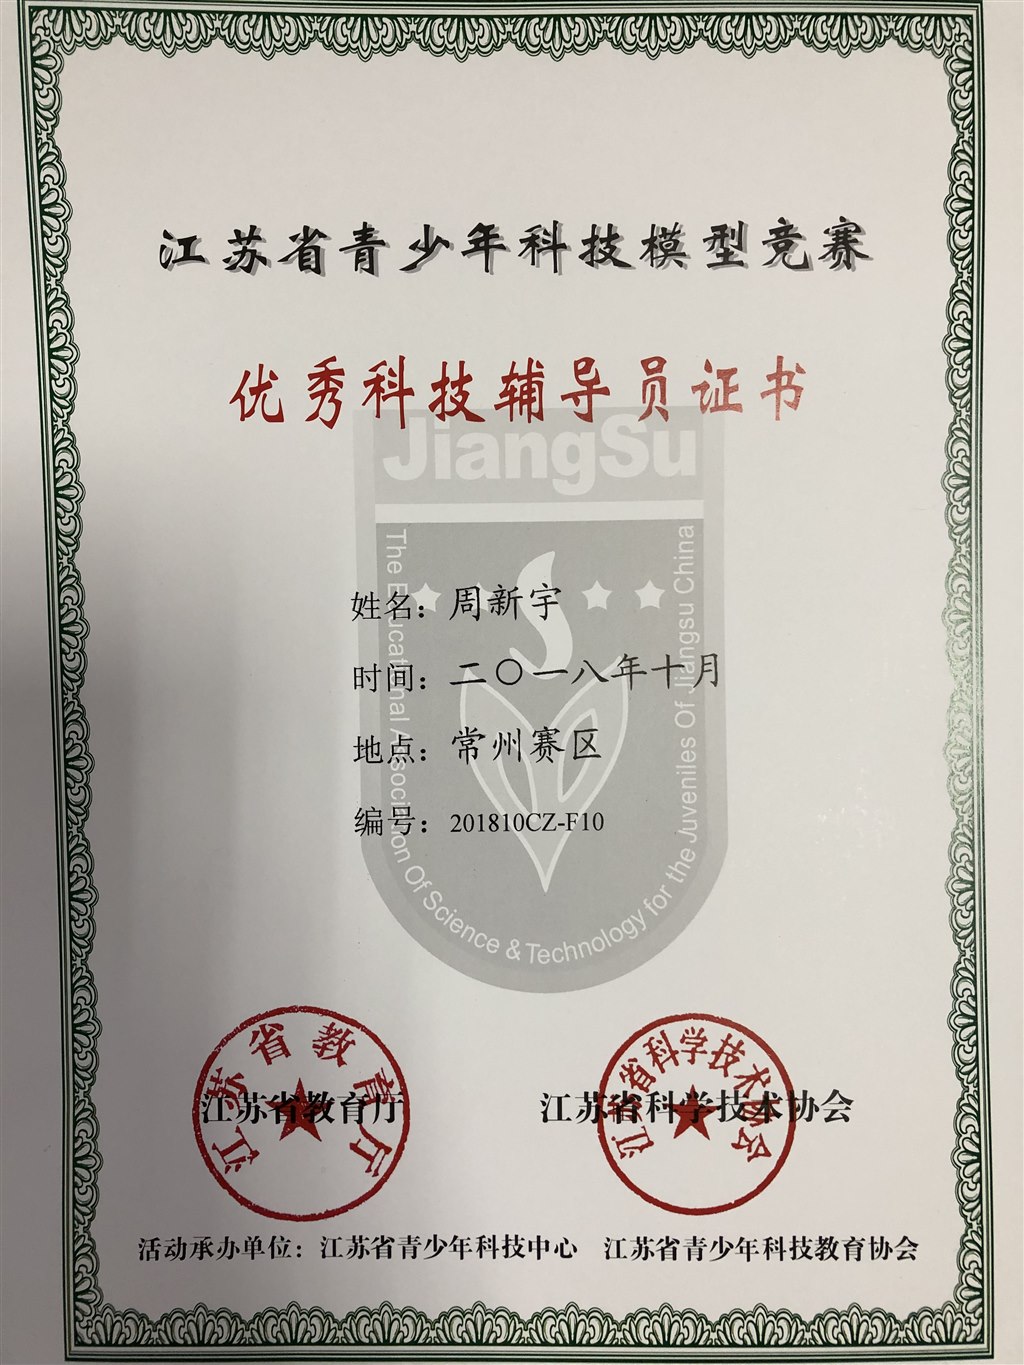 江苏省青少年科技模型竞赛
优秀科技辅导员证书
JiangSu
The Educational Association Of Science & Technology for the Juveniles Of Jiangsu China
姓名：周新宇
时间：二〇一八年十月
地点：常州赛区
编号：201810CZ-F10
江苏省教育厅
江苏省科学技术协会
江苏省教育厅
江苏省科学技术协会
活动承办单位：江苏省青少年科技中心 江苏省青少年科技教育协会